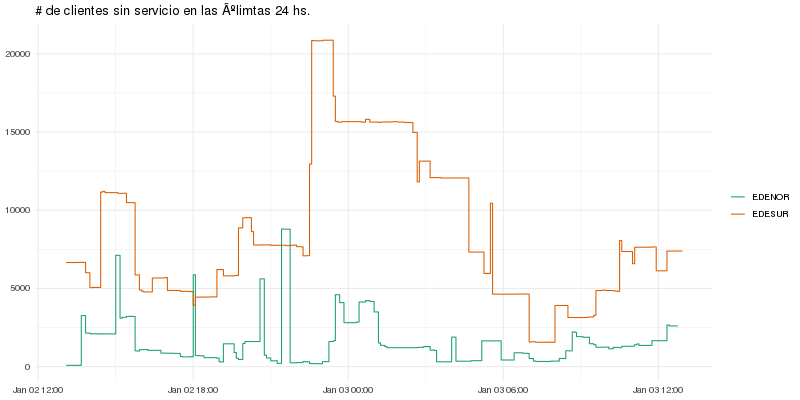 # de clientes sin servicio en las Ãºlimtas 24 hs.
20000
15000
10000
5000
0
EDENOR
EDESUR
Jan 02 12:00
Jan 02 18:00
Jan 03 00:00
Jan 03 06:00
Jan 03 12:00